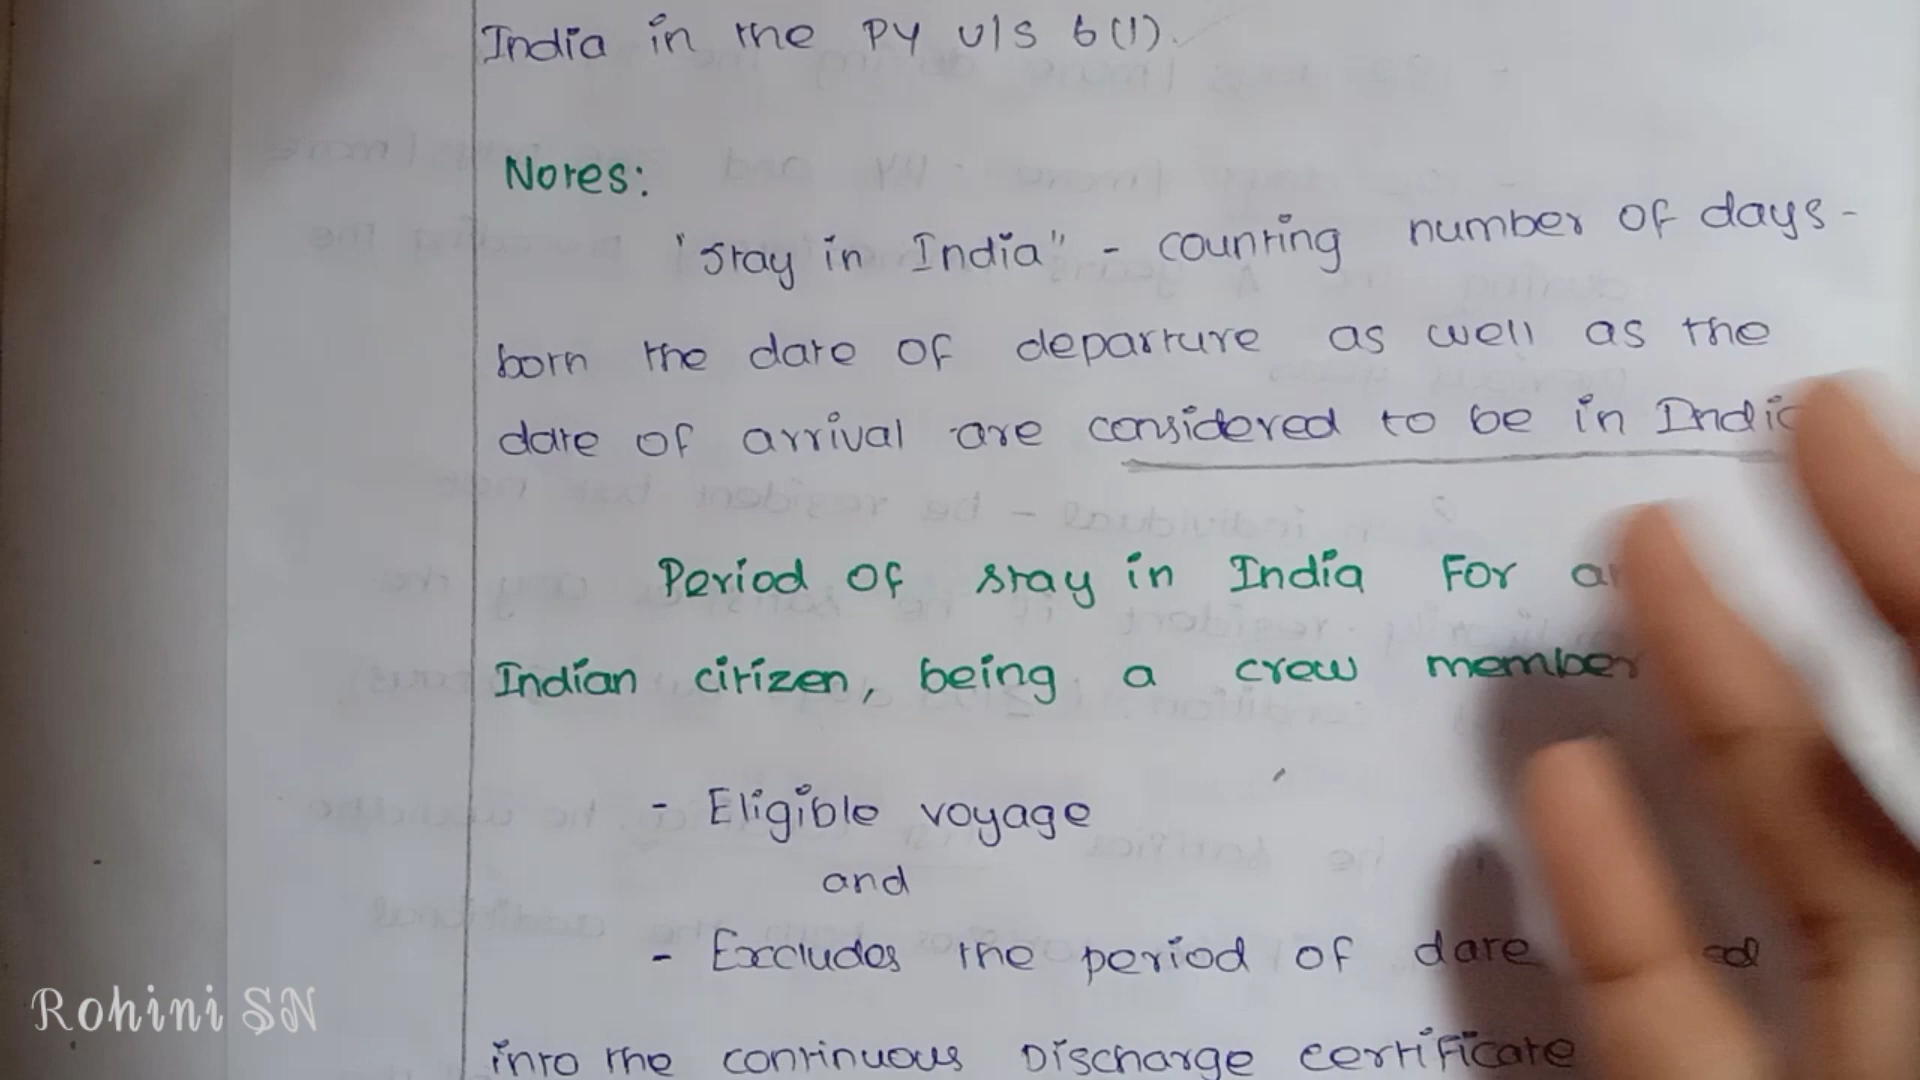 India in the PY u/s 6(1).
Notes:
"stay in India" - counting number of days -
both the date of departure as well as the
date of arrival are considered to be in India
Period of stay in India For
Indian citizen, being a crew member
- Eligible voyage
and
- Excludes the period of date
into the continuous Discharge certificate
Rohini SN